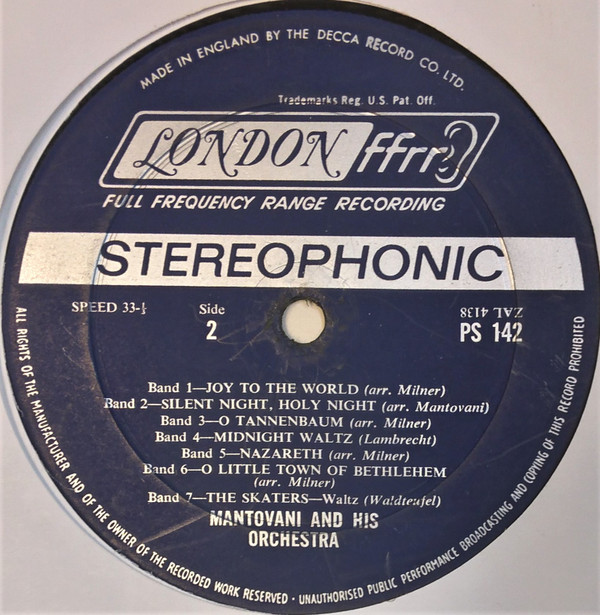 MADE IN ENGLAND BY THE DECCA RECORD CO. LTD.
Trademarks Reg. U.S. Pat. Off.
LONDON ffrr
FULL FREQUENCY RANGE RECORDING
STEREOPHONIC
SPEED 33-⅓
Side
2
ZAL 4138
PS 142
Band 1—JOY TO THE WORLD (arr. Milner)
Band 2—SILENT NIGHT, HOLY NIGHT (arr. Mantovani)
Band 3—O TANNENBAUM (arr. Milner)
Band 4—MIDNIGHT WALTZ (Lambrecht)
Band 5—NAZARETH (arr. Milner)
Band 6—O LITTLE TOWN OF BETHLEHEM
(arr. Milner)
Band 7—THE SKATERS—Waltz (Waldteufel)
MANTOVANI AND HIS
ORCHESTRA
ALL RIGHTS OF THE MANUFACTURER AND OF THE OWNER OF THE RECORDED WORK RESERVED · UNAUTHORISED PUBLIC PERFORMANCE BROADCASTING AND COPYING OF THIS RECORD PROHIBITED